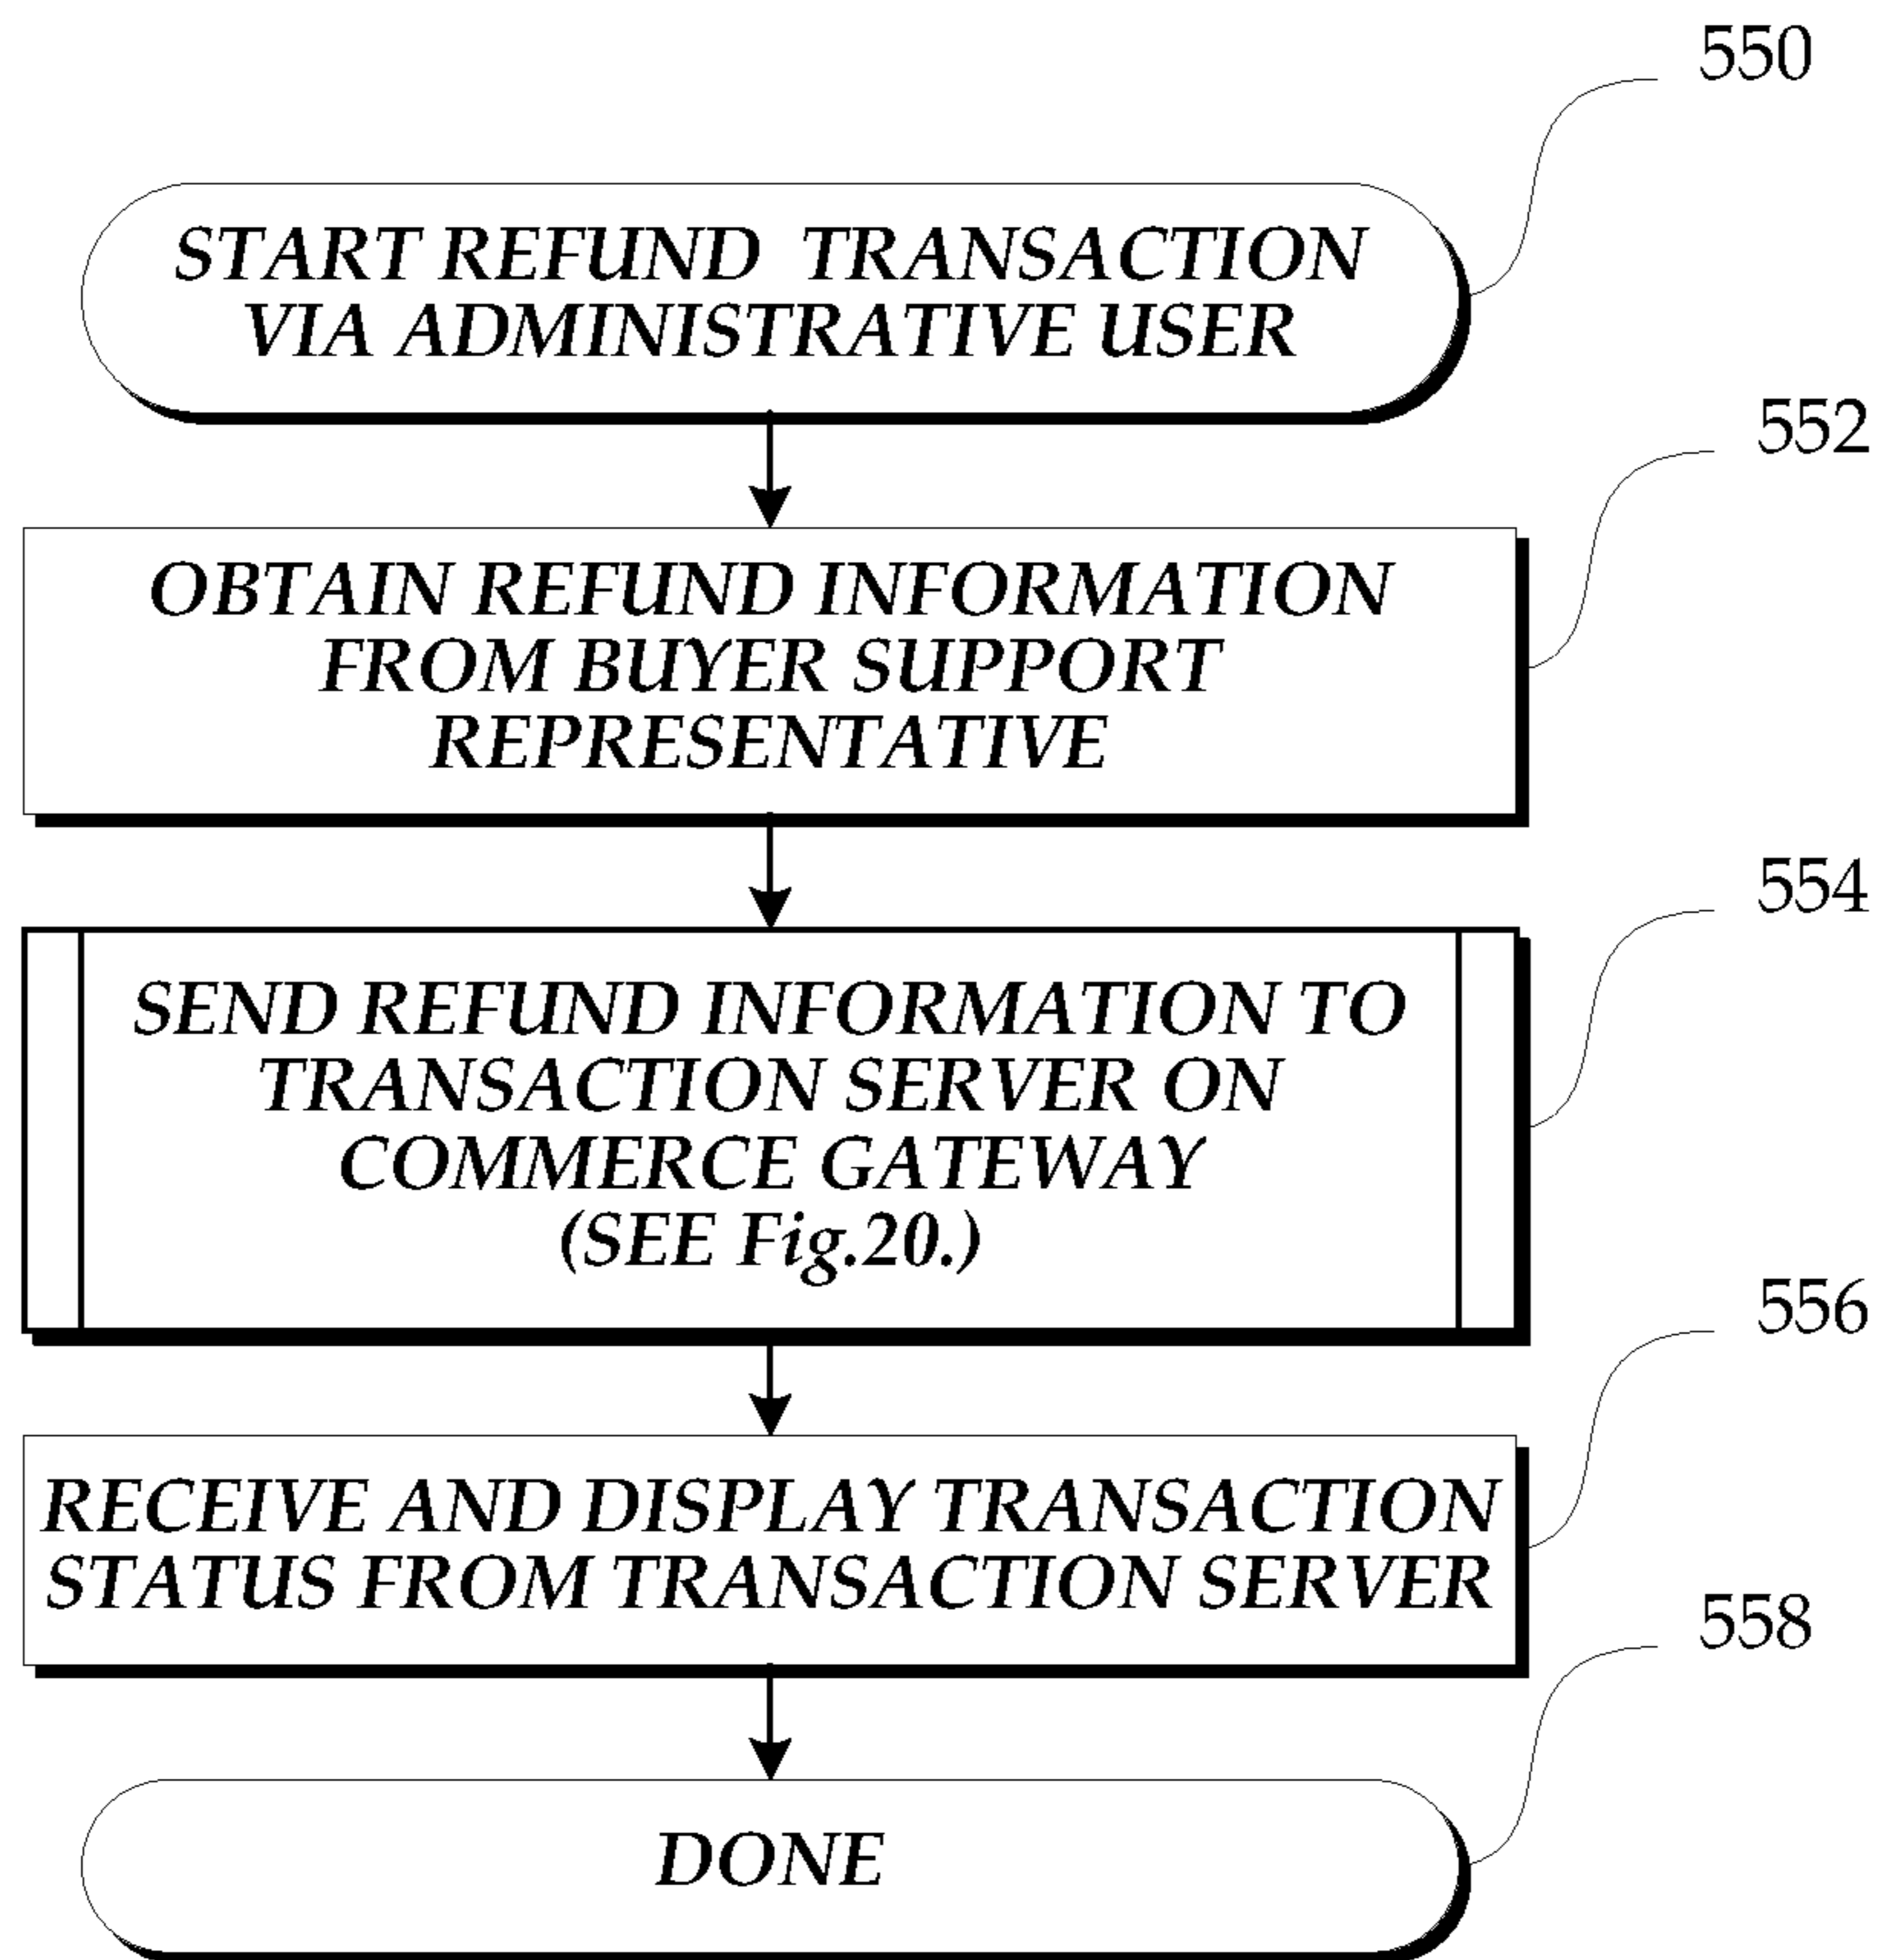 550
START REFUND TRANSACTION
VIA ADMINISTRATIVE USER
552
OBTAIN REFUND INFORMATION
FROM BUYER SUPPORT
REPRESENTATIVE
554
SEND REFUND INFORMATION TO
TRANSACTION SERVER ON
COMMERCE GATEWAY
(SEE Fig.20.)
556
RECEIVE AND DISPLAY TRANSACTION
STATUS FROM TRANSACTION SERVER
558
DONE